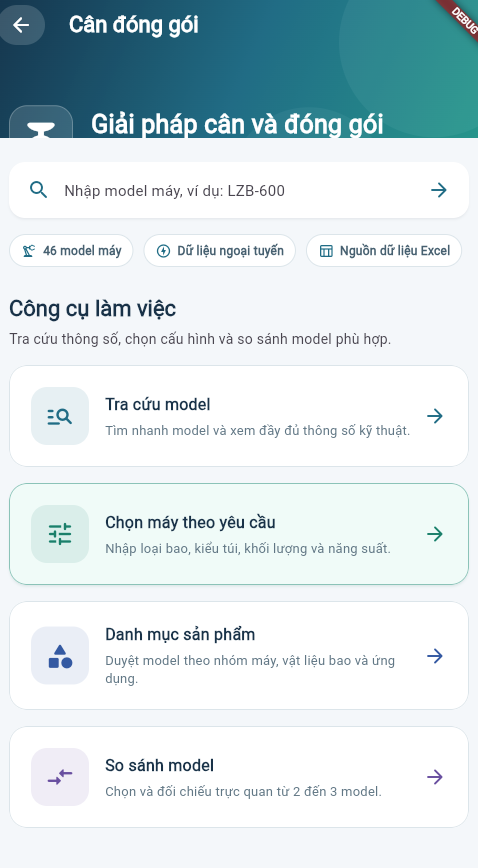 Cân đóng gói
DEBUG
Giải pháp cân và đóng gói
Nhập model máy, ví dụ: LZB-600
46 model máy
Dữ liệu ngoại tuyến
Nguồn dữ liệu Excel
Công cụ làm việc
Tra cứu thông số, chọn cấu hình và so sánh model phù hợp.
Tra cứu model
Tìm nhanh model và xem đầy đủ thông số kỹ thuật.
Chọn máy theo yêu cầu
Nhập loại bao, kiểu túi, khối lượng và năng suất.
Danh mục sản phẩm
Duyệt model theo nhóm máy, vật liệu bao và ứng
dụng.
So sánh model
Chọn và đối chiếu trực quan từ 2 đến 3 model.